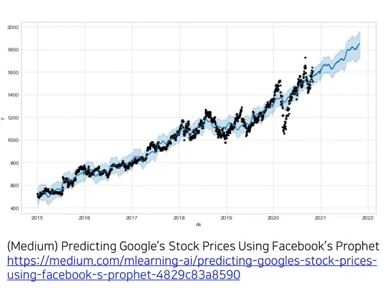 2000
1800
1600
1400
1200
1000
800
600
400
y
2015 2016 2017 2018 2019 2020 2021 2022
ds
(Medium) Predicting Google's Stock Prices Using Facebook's Prophet
https://medium.com/mlearning-ai/predicting-googles-stock-prices-
using-facebook-s-prophet-4829c83a8590